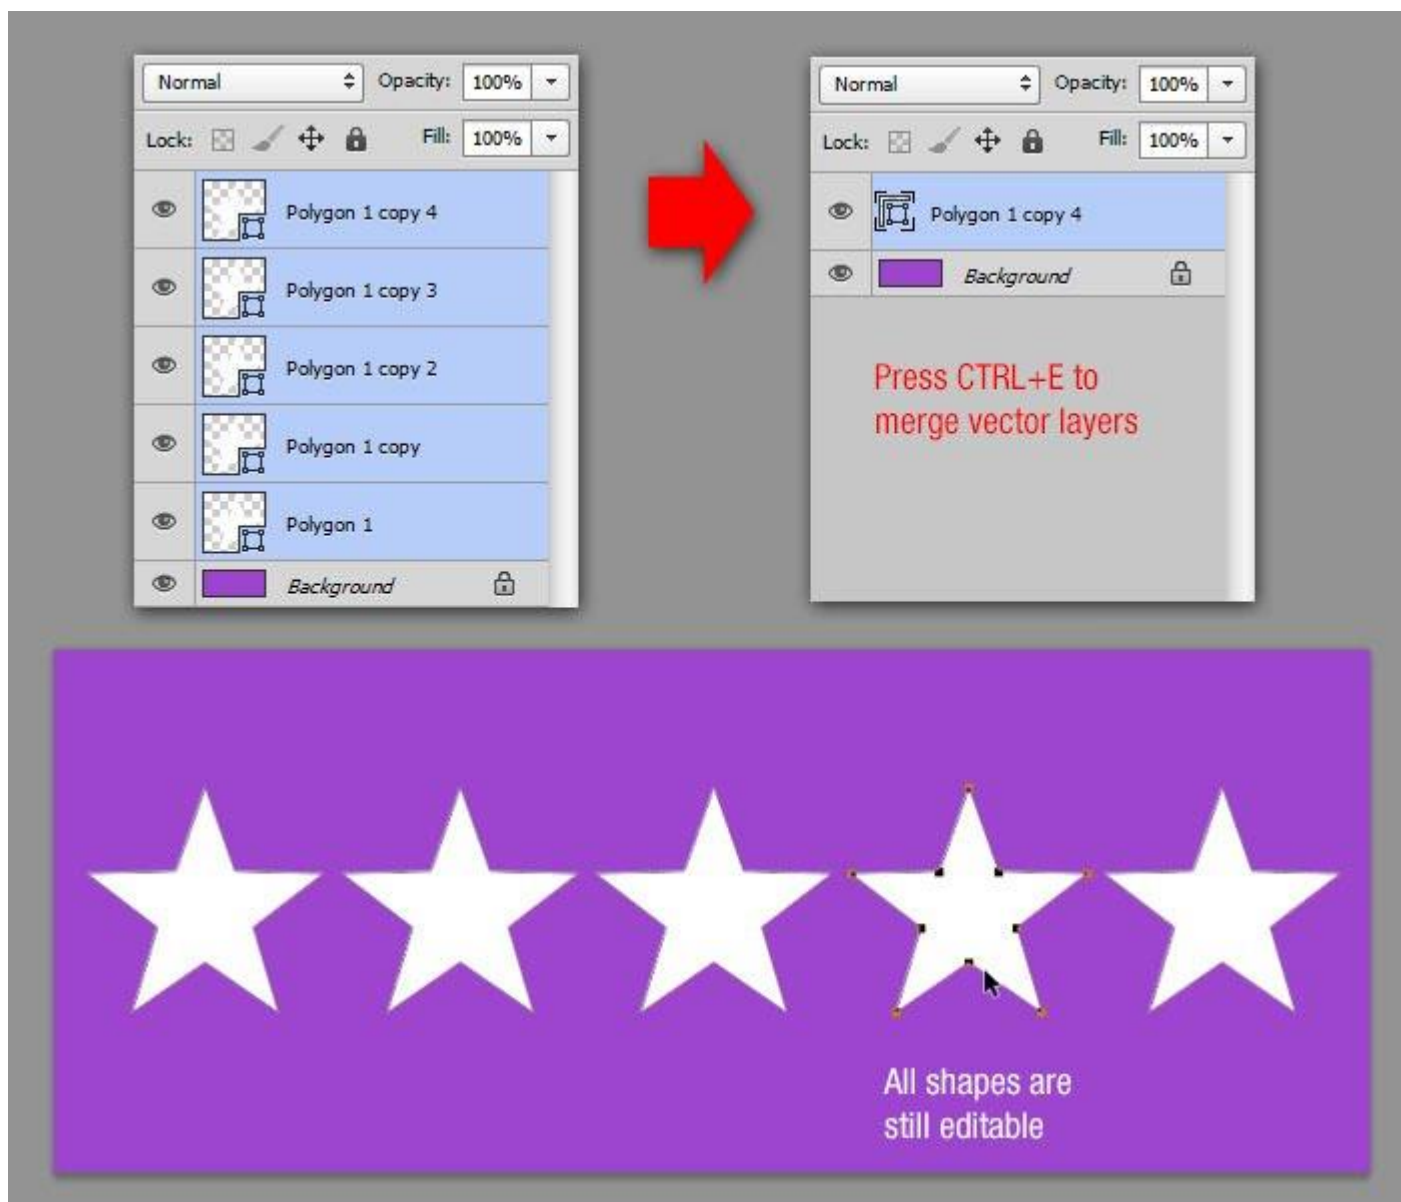 Normal Opacity: 100%
Lock: Fill: 100%
Polygon 1 copy 4
Polygon 1 copy 3
Polygon 1 copy 2
Polygon 1 copy
Polygon 1
Background
Normal Opacity: 100%
Lock: Fill: 100%
Polygon 1 copy 4
Background
Press CTRL+E to
merge vector layers
All shapes are
still editable